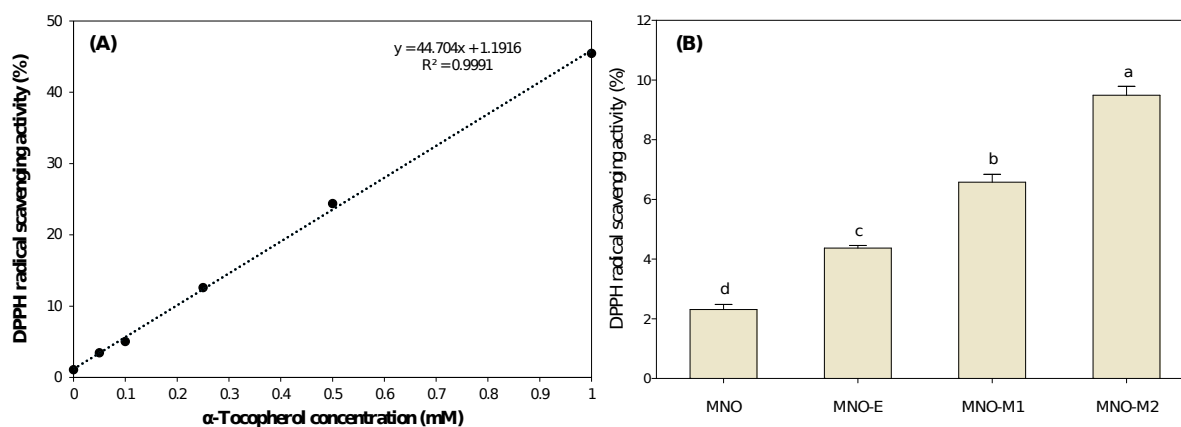 (A)
y = 44.704x + 1.1916
R² = 0.9991
DPPH radical scavenging activity (%)
50
40
30
20
10
0
0 0.1 0.2 0.3 0.4 0.5 0.6 0.7 0.8 0.9 1
α-Tocopherol concentration (mM)
(B)
DPPH radical scavenging activity (%)
12
10
8
6
4
2
0
d
c
b
a
MNO MNO-E MNO-M1 MNO-M2